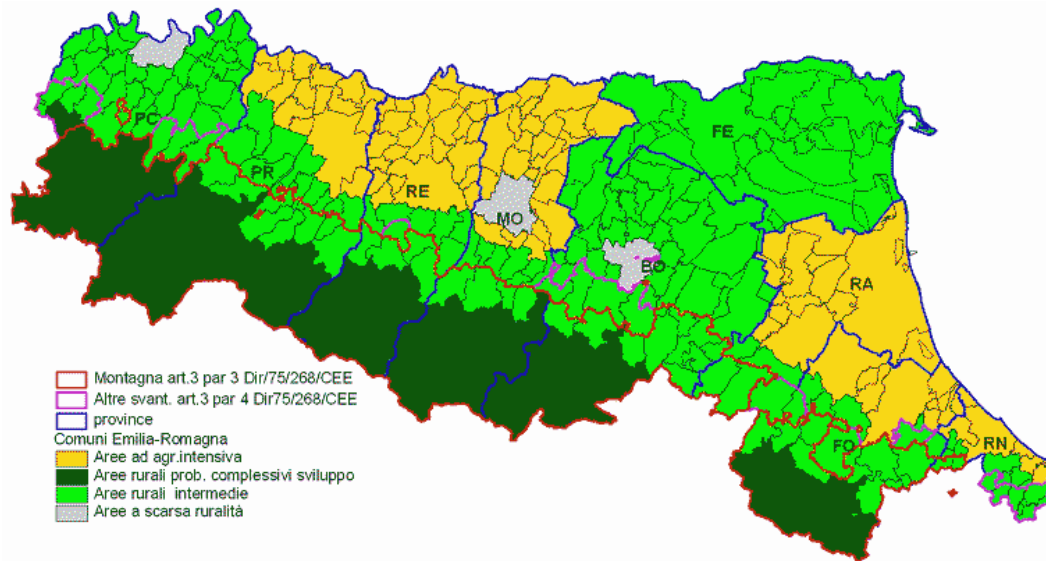 FE
PC
PR
RE
MO
BO
RA
FO
RN
Montagna art.3 par 3 Dir/75/268/CEE
Altre svant. art.3 par 4 Dir75/268/CEE
province
Comuni Emilia-Romagna
Aree ad agr.intensiva
Aree rurali prob. complessivi sviluppo
Aree rurali intermedie
Aree a scarsa ruralità